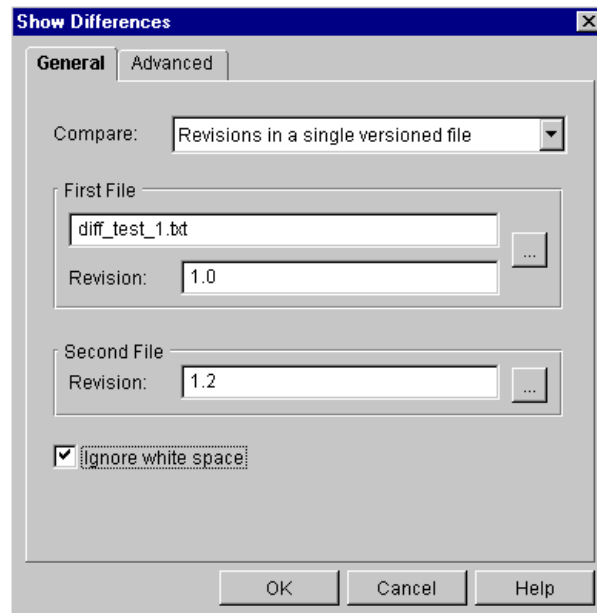 Show Differences
General Advanced
Compare: Revisions in a single versioned file
First File
diff_test_1.txt
...
Revision: 1.0
Second File
Revision: 1.2 ...
Ignore white space
OK Cancel Help